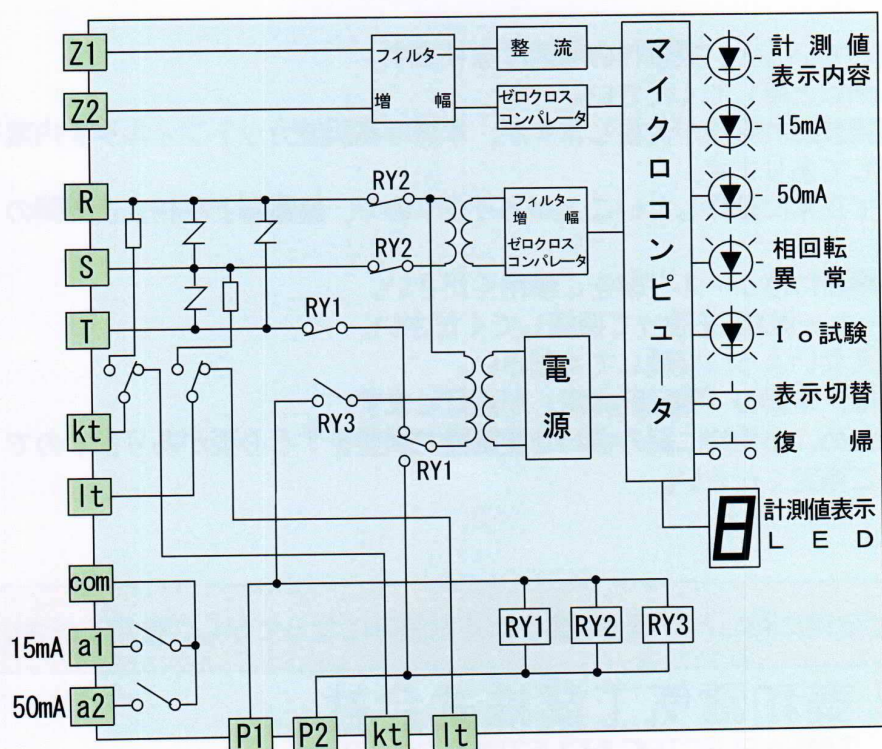 Z1
Z2
R
S
T
kt
lt
com
15mA a1
50mA a2
P1 P2 kt lt
フィルター
増 幅
整 流
ゼロクロス
コンパレータ
フィルター
増 幅
ゼロクロス
コンパレータ
マイクロコンピュータ
RY2
RY2
RY1
RY3
RY1
電
源
RY1 RY2 RY3
計 測 値
表示内容
15mA
50mA
相回転
異 常
I o 試験
表示切替
復 帰
8
計測値表示
L E D